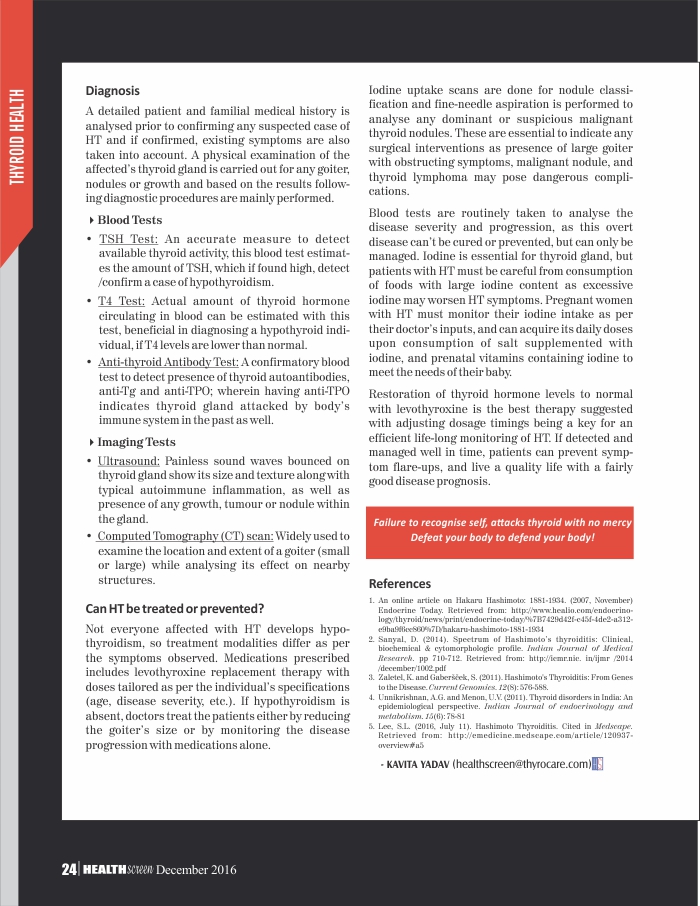 THYROID HEALTH
Diagnosis
A detailed patient and familial medical history is
analysed prior to confirming any suspected case of
HT and if confirmed, existing symptoms are also
taken into account. A physical examination of the
affected's thyroid gland is carried out for any goiter,
nodules or growth and based on the results follow-
ing diagnostic procedures are mainly performed.
Blood Tests
• TSH Test: An accurate measure to detect
available thyroid activity, this blood test estimat-
es the amount of TSH, which if found high, detect
/confirm a case of hypothyroidism.
• T4 Test: Actual amount of thyroid hormone
circulating in blood can be estimated with this
test, beneficial in diagnosing a hypothyroid indi-
vidual, if T4 levels are lower than normal.
• Anti-thyroid Antibody Test: A confirmatory blood
test to detect presence of thyroid autoantibodies,
anti-Tg and anti-TPO; wherein having anti-TPO
indicates thyroid gland attacked by body's
immune system in the past as well.
Imaging Tests
• Ultrasound: Painless sound waves bounced on
thyroid gland show its size and texture along with
typical autoimmune inflammation, as well as
presence of any growth, tumour or nodule within
the gland.
• Computed Tomography (CT) scan: Widely used to
examine the location and extent of a goiter (small
or large) while analysing its effect on nearby
structures.
Can HT be treated or prevented?
Not everyone affected with HT develops hypo-
thyroidism, so treatment modalities differ as per
the symptoms observed. Medications prescribed
includes levothyroxine replacement therapy with
doses tailored as per the individual's specifications
(age, disease severity, etc.). If hypothyroidism is
absent, doctors treat the patients either by reducing
the goiter's size or by monitoring the disease
progression with medications alone.
Iodine uptake scans are done for nodule classi-
fication and fine-needle aspiration is performed to
analyse any dominant or suspicious malignant
thyroid nodules. These are essential to indicate any
surgical interventions as presence of large goiter
with obstructing symptoms, malignant nodule, and
thyroid lymphoma may pose dangerous compli-
cations.
Blood tests are routinely taken to analyse the
disease severity and progression, as this overt
disease can't be cured or prevented, but can only be
managed. Iodine is essential for thyroid gland, but
patients with HT must be careful from consumption
of foods with large iodine content as excessive
iodine may worsen HT symptoms. Pregnant women
with HT must monitor their iodine intake as per
their doctor's inputs, and can acquire its daily doses
upon consumption of salt supplemented with
iodine, and prenatal vitamins containing iodine to
meet the needs of their baby.
Restoration of thyroid hormone levels to normal
with levothyroxine is the best therapy suggested
with adjusting dosage timings being a key for an
efficient life-long monitoring of HT. If detected and
managed well in time, patients can prevent symp-
tom flare-ups, and live a quality life with a fairly
good disease prognosis.
Failure to recognise self, attacks thyroid with no mercy
Defeat your body to defend your body!
References
1. An online article on Hakaru Hashimoto: 1881-1934. (2007, November)
Endocrine Today. Retrieved from: http://www.healio.com/endocrino-
logy/thyroid/news/print/endocrine-today/%7B7429d42f-e45f-4de2-a312-
e9ba9f6ce860%7D/hakaru-hashimoto-1881-1934
2. Sanyal, D. (2014). Spectrum of Hashimoto's thyroiditis: Clinical,
biochemical & cytomorphologic profile. Indian Journal of Medical
Research. pp 710-712. Retrieved from: http://icmr.nic. in/ijmr /2014
/december/1002.pdf
3. Zaletel, K. and Gaberšček, S. (2011). Hashimoto's Thyroiditis: From Genes
to the Disease. Current Genomics. 12(8): 576-588.
4. Unnikrishnan, A.G. and Menon, U.V. (2011). Thyroid disorders in India: An
epidemiological perspective. Indian Journal of endocrinology and
metabolism. 15(6): 78-81
5. Lee, S.L. (2016, July 11). Hashimoto Thyroiditis. Cited in Medscape.
Retrieved from: http://emedicine.medscape.com/article/120937-
overview#a5
- KAVITA YADAV (healthscreen@thyrocare.com)
24 HEALTHscreen December 2016